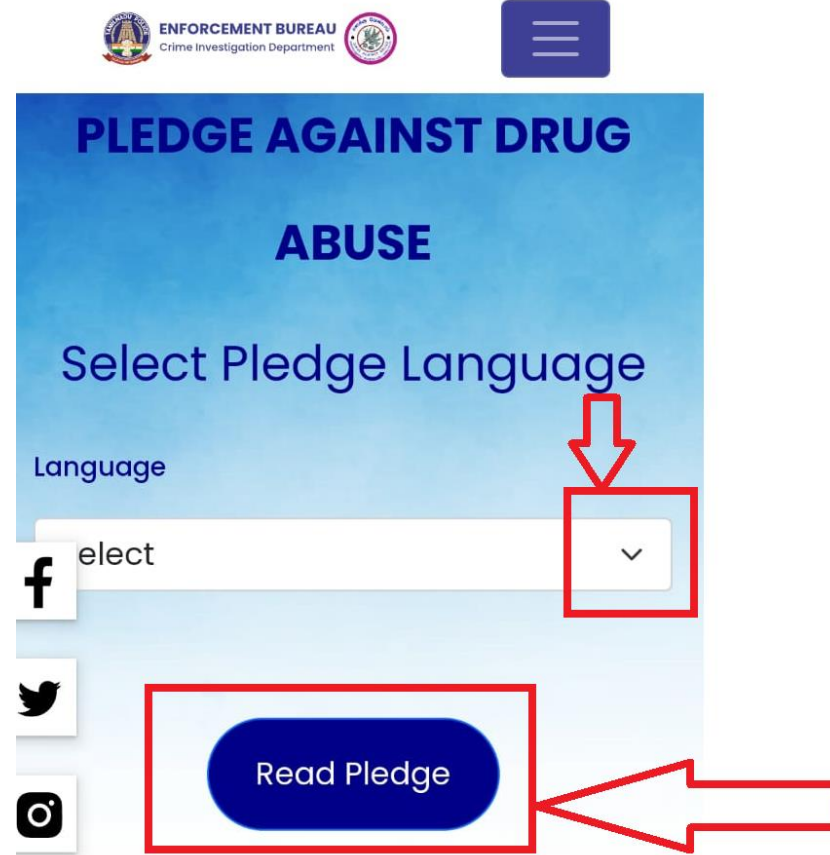 ENFORCEMENT BUREAU
Crime Investigation Department
PLEDGE AGAINST DRUG
ABUSE
Select Pledge Language
Language
elect
Read Pledge